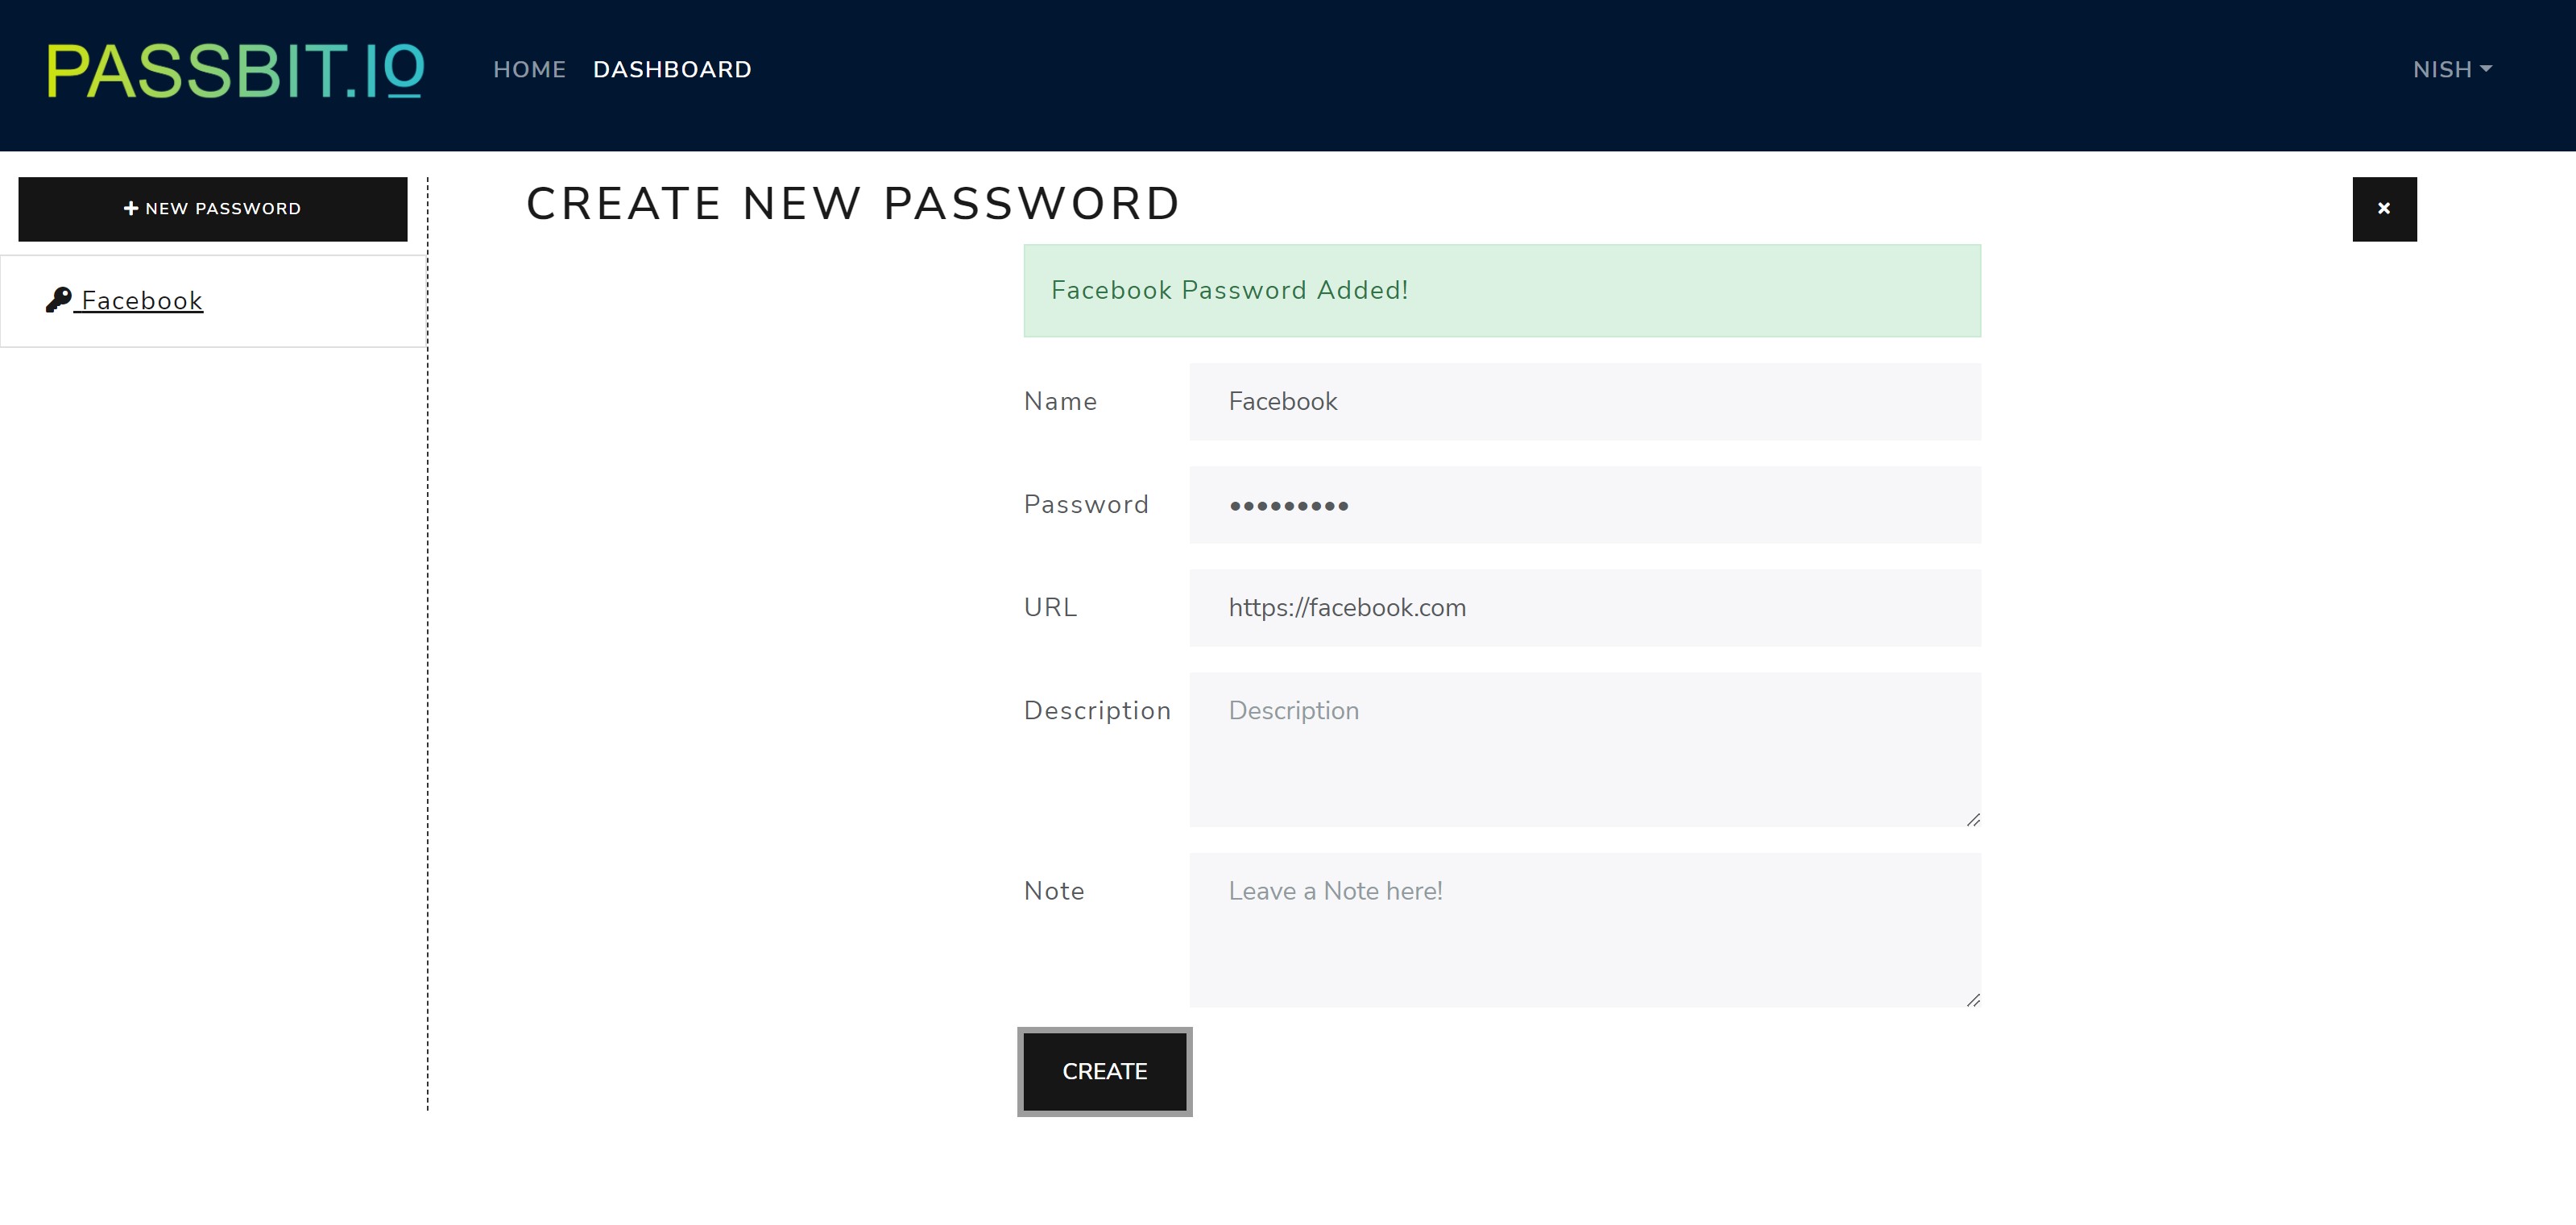 PASSBIT.IO
HOME DASHBOARD
NISH
NEW PASSWORD
Facebook
CREATE NEW PASSWORD
×
Facebook Password Added!
Name Facebook
Password •••••••••
URL https://facebook.com
Description Description
Note Leave a Note here!
CREATE